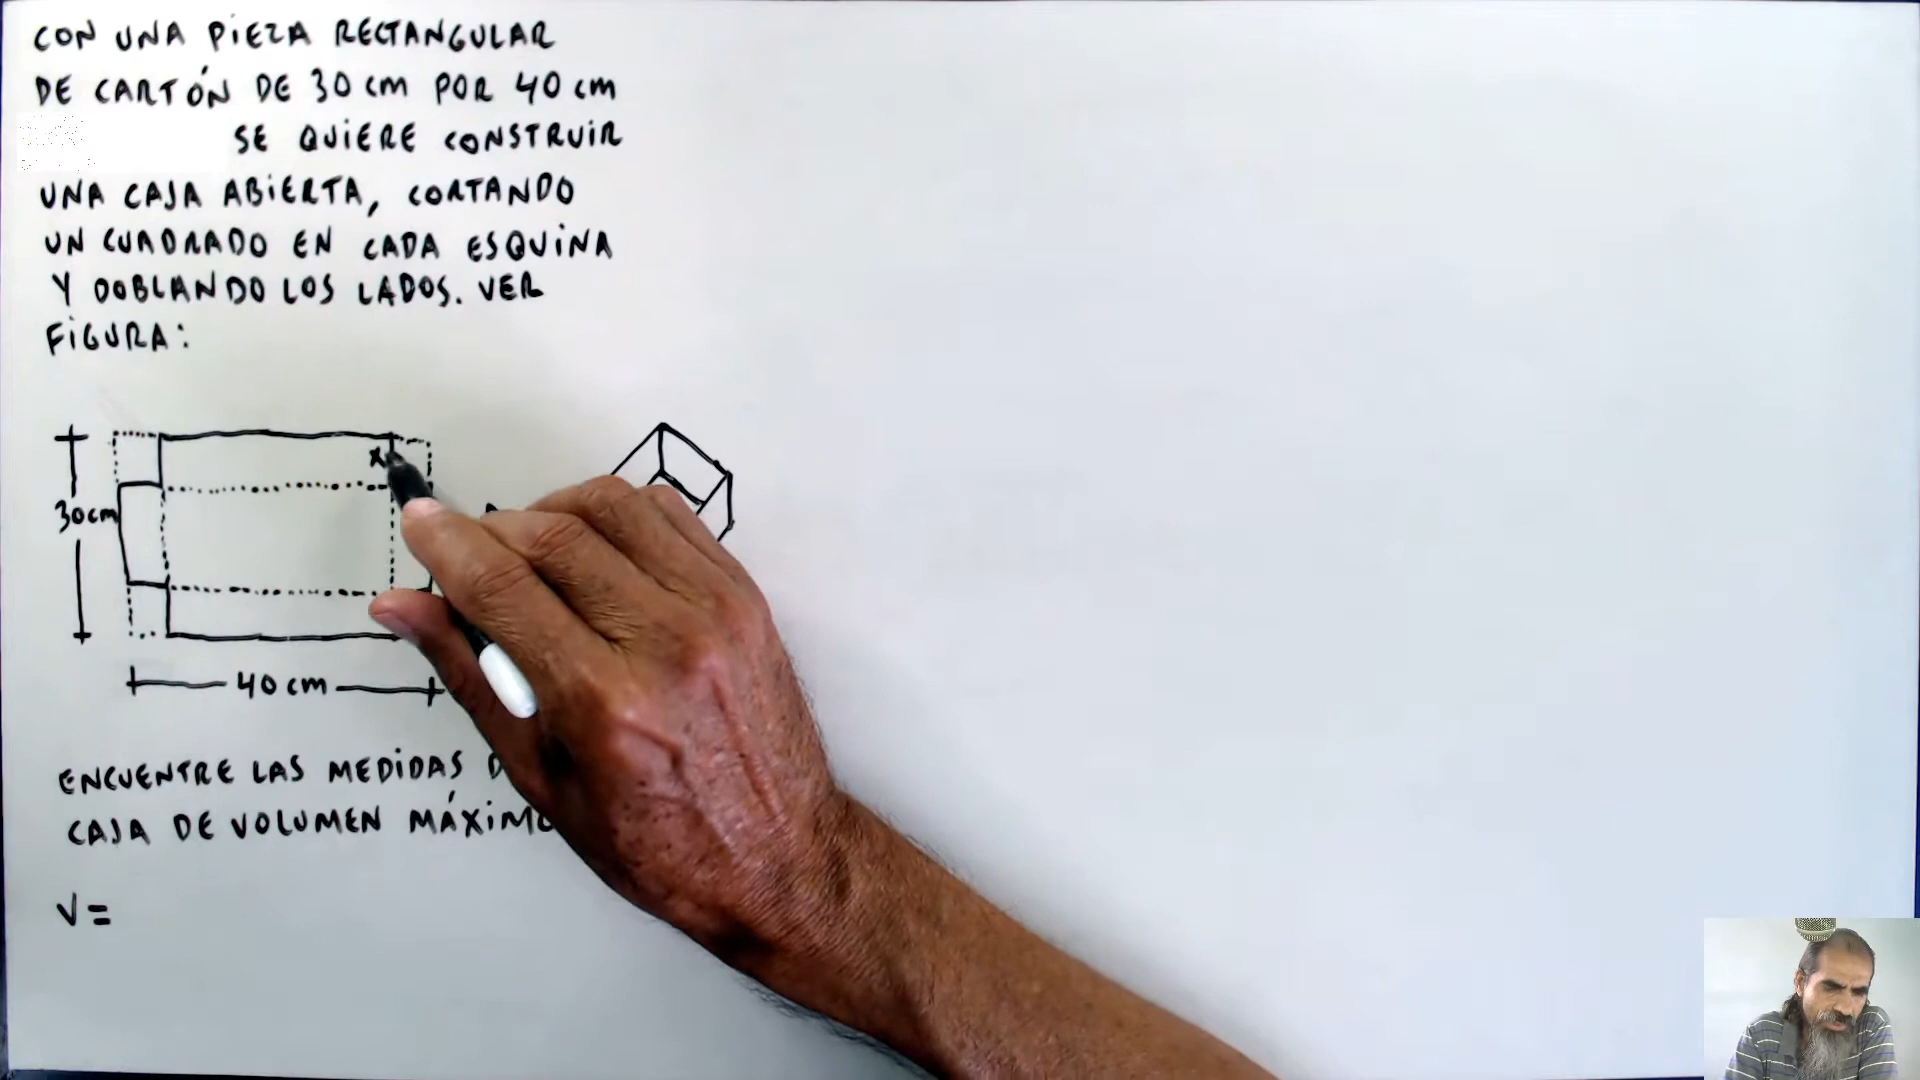 CON UNA PIEZA RECTANGULAR
DE CARTÓN DE 30 cm POR 40 cm
SE QUIERE CONSTRUIR
UNA CAJA ABIERTA, CORTANDO
UN CUADRADO EN CADA ESQUINA
Y DOBLANDO LOS LADOS. VER
FIGURA:
x
30cm
40 cm
ENCUENTRE LAS MEDIDAS
CAJA DE VOLUMEN MÁXIMO
V=